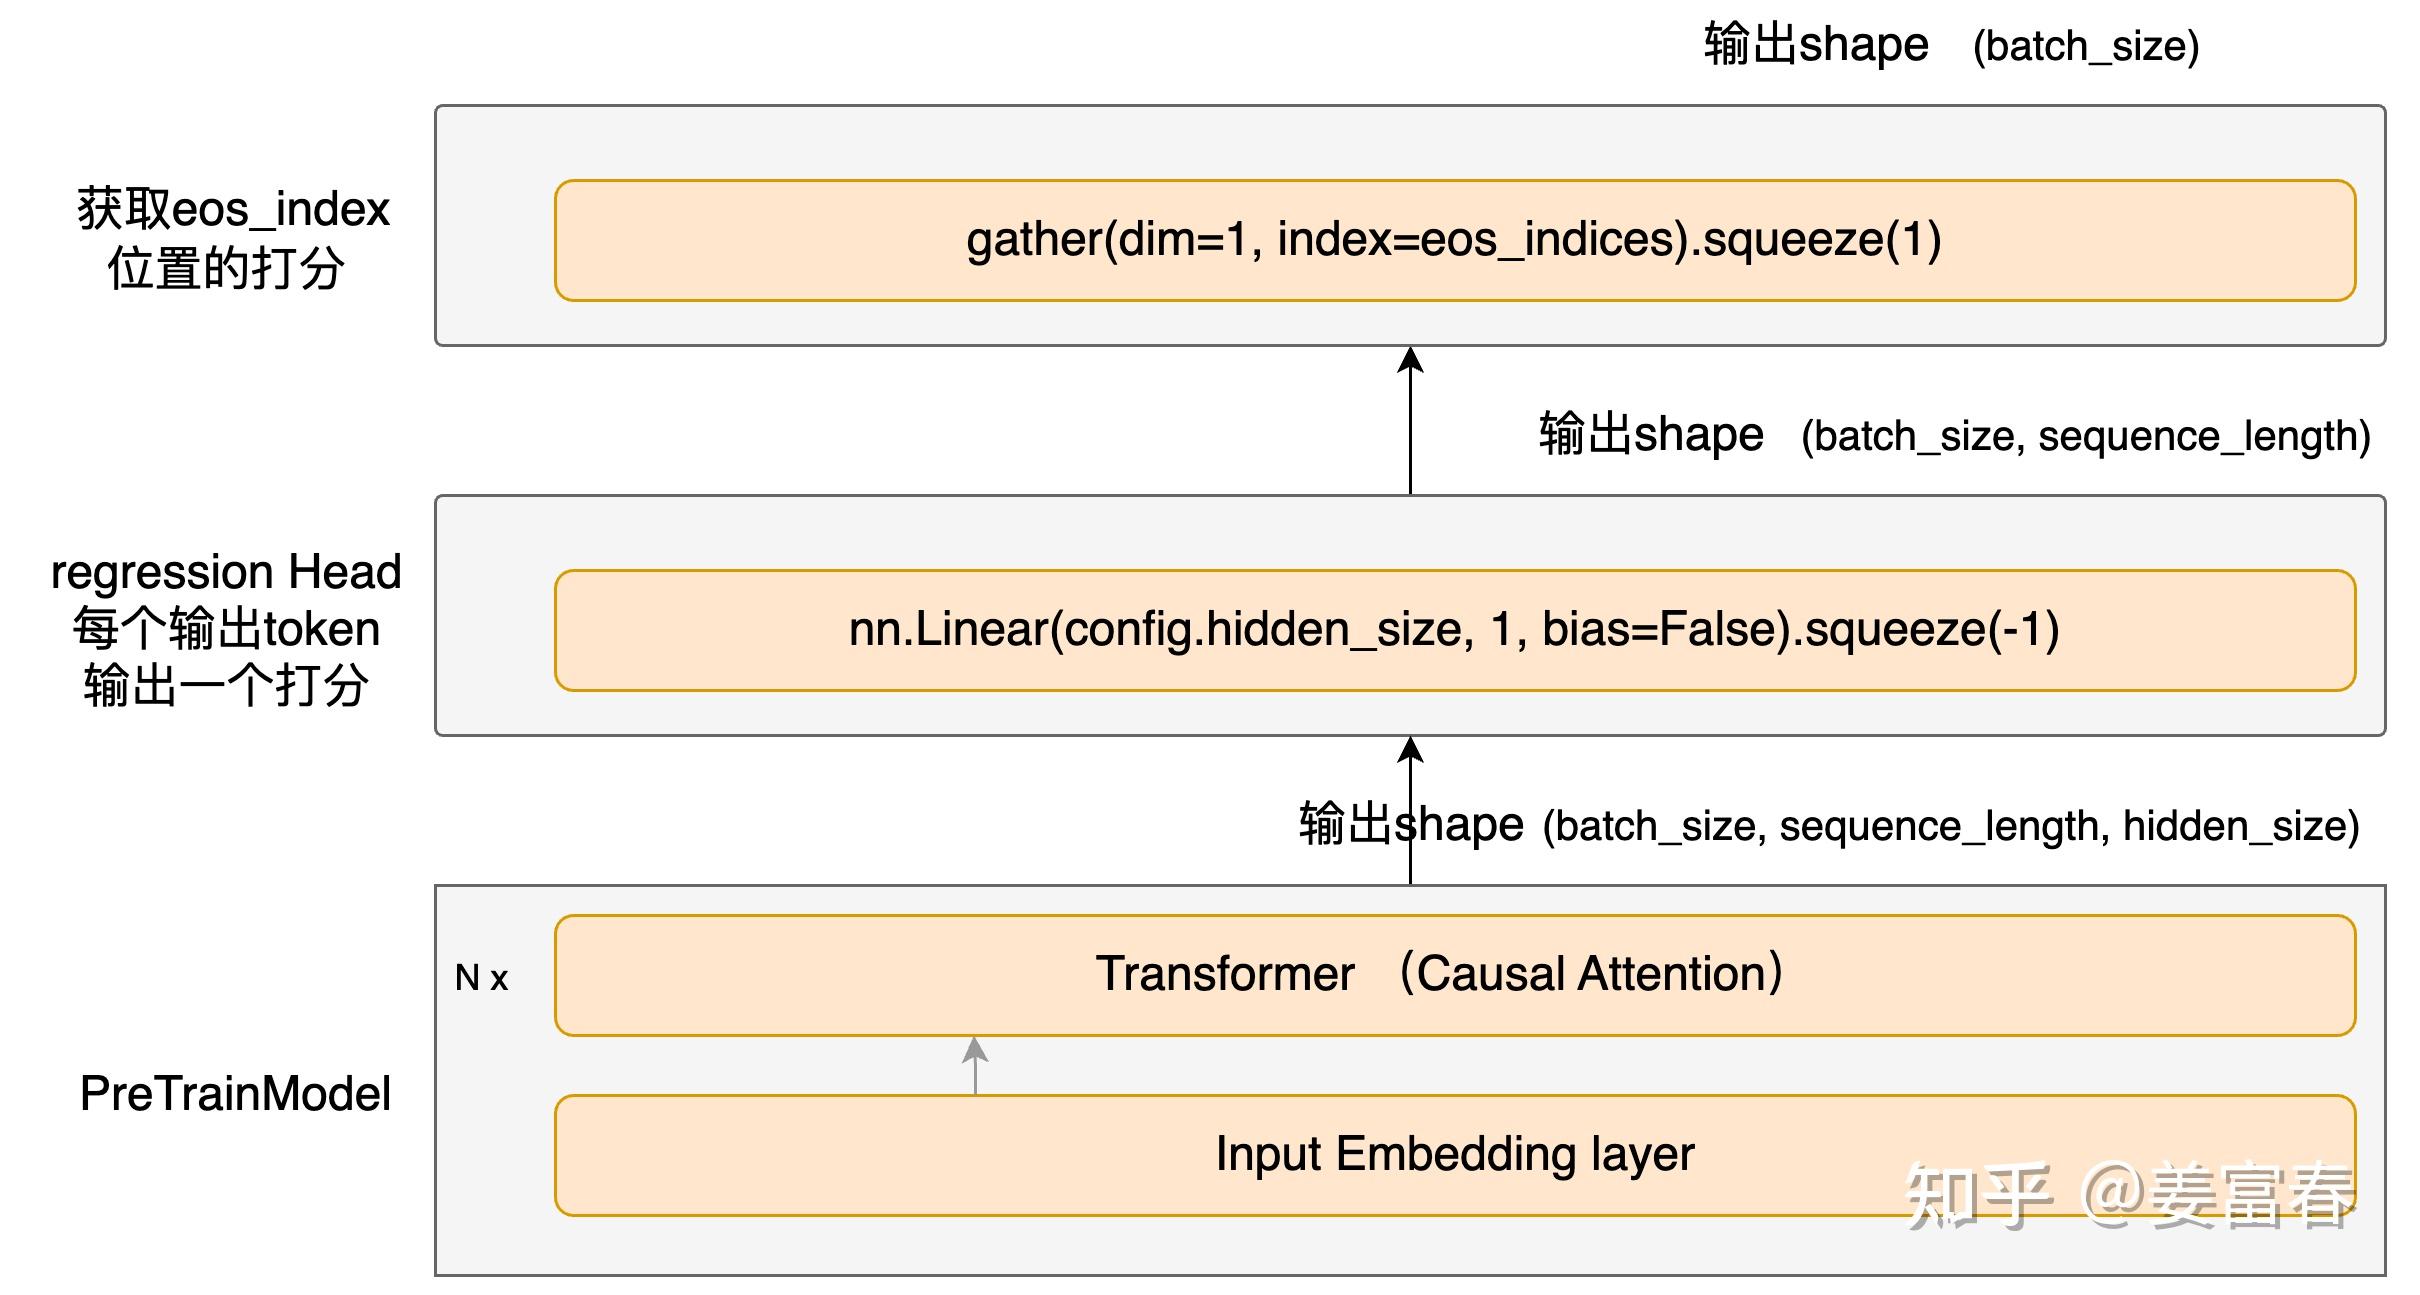 输出shape (batch_size)
获取eos_index
位置的打分
gather(dim=1, index=eos_indices).squeeze(1)
输出shape (batch_size, sequence_length)
regression Head
每个输出token
输出一个打分
nn.Linear(config.hidden_size, 1, bias=False).squeeze(-1)
输出shape (batch_size, sequence_length, hidden_size)
N x
Transformer （Causal Attention）
PreTrainModel
Input Embedding layer
知乎 @姜富春